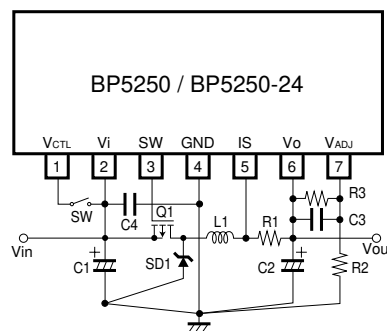 BP5250 / BP5250-24
VCTL Vi SW GND IS Vo VADJ
1 2 3 4 5 6 7
SW C4 Q1 L1 R1 R3
C3
Vin Vou
C1 SD1 C2 R2
+ +